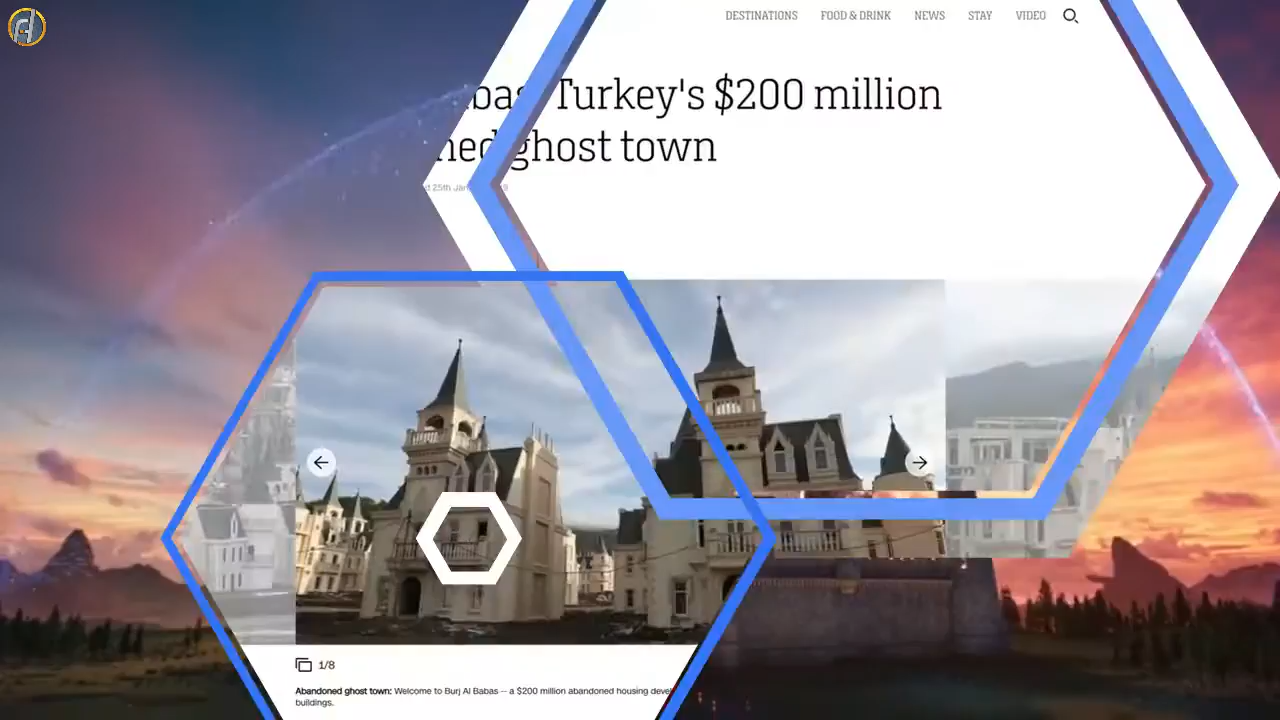 DESTINATIONS FOOD & DRINK NEWS STAY VIDEO
Turkey's $200 million
ghost town
25th
1/8
Abandoned ghost town: Welcome to Burj Al Babas -- a $200 million abandoned housing
buildings.